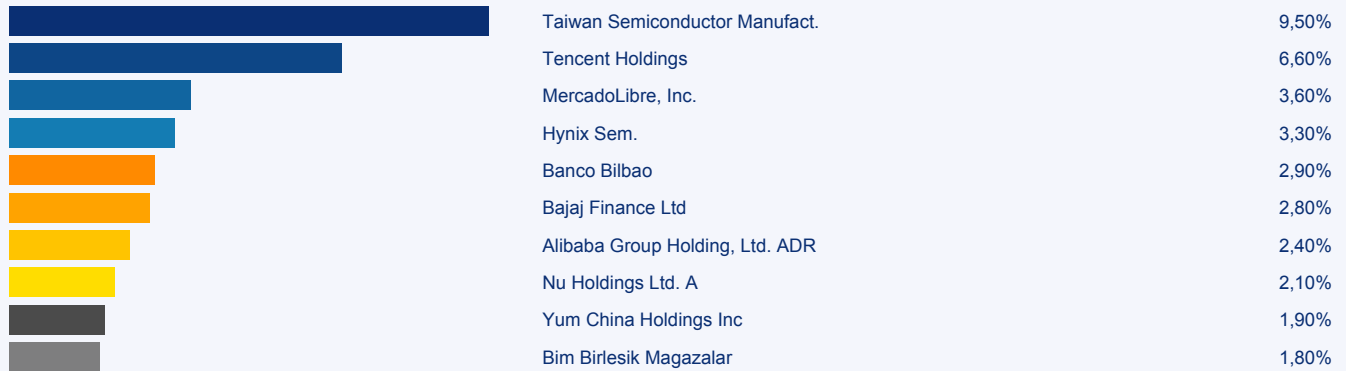 Taiwan Semiconductor Manufact. 9,50%
Tencent Holdings 6,60%
MercadoLibre, Inc. 3,60%
Hynix Sem. 3,30%
Banco Bilbao 2,90%
Bajaj Finance Ltd 2,80%
Alibaba Group Holding, Ltd. ADR 2,40%
Nu Holdings Ltd. A 2,10%
Yum China Holdings Inc 1,90%
Bim Birlesik Magazalar 1,80%